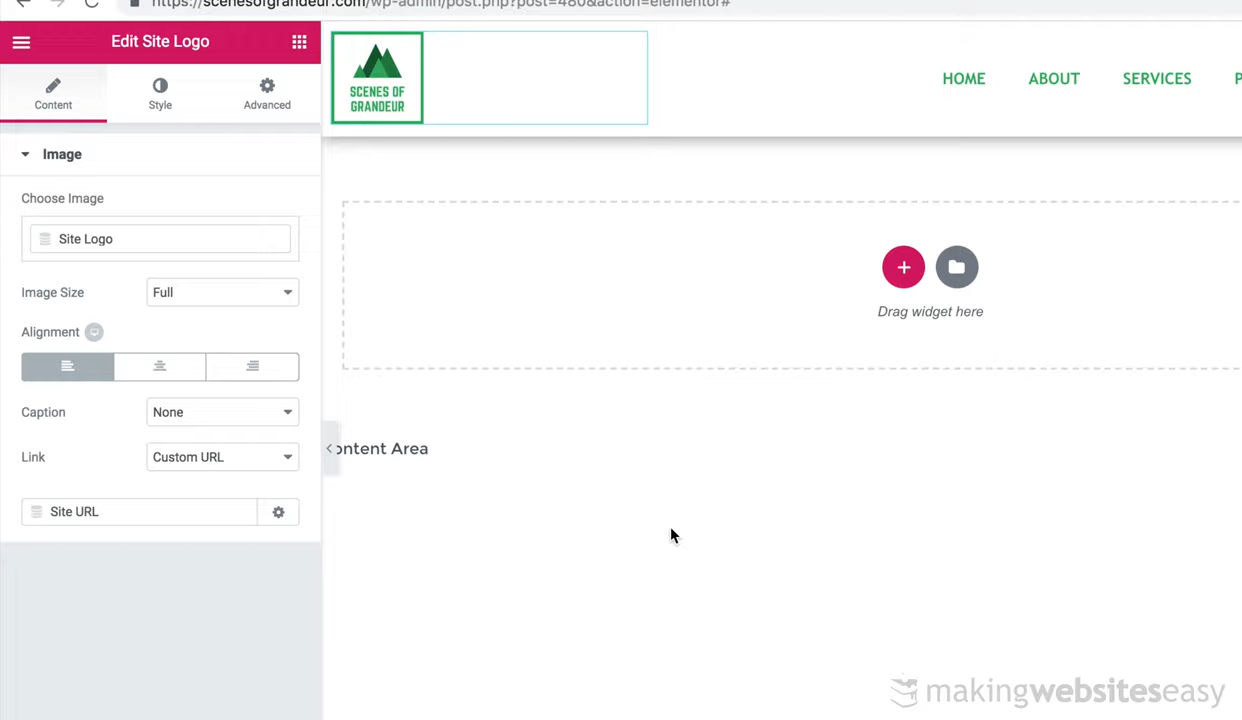 https://scenesofgrandeur.com/wp-admin/post.php?post=480&action=elementor#
Edit Site Logo
Content
Style
Advanced
Image
Choose Image
Site Logo
Image Size
Full
Alignment
Caption
None
Link
Custom URL
Site URL
SCENES OF
GRANDEUR
HOME
ABOUT
SERVICES
P
Drag widget here
ontent Area
makingwebsiteseasy